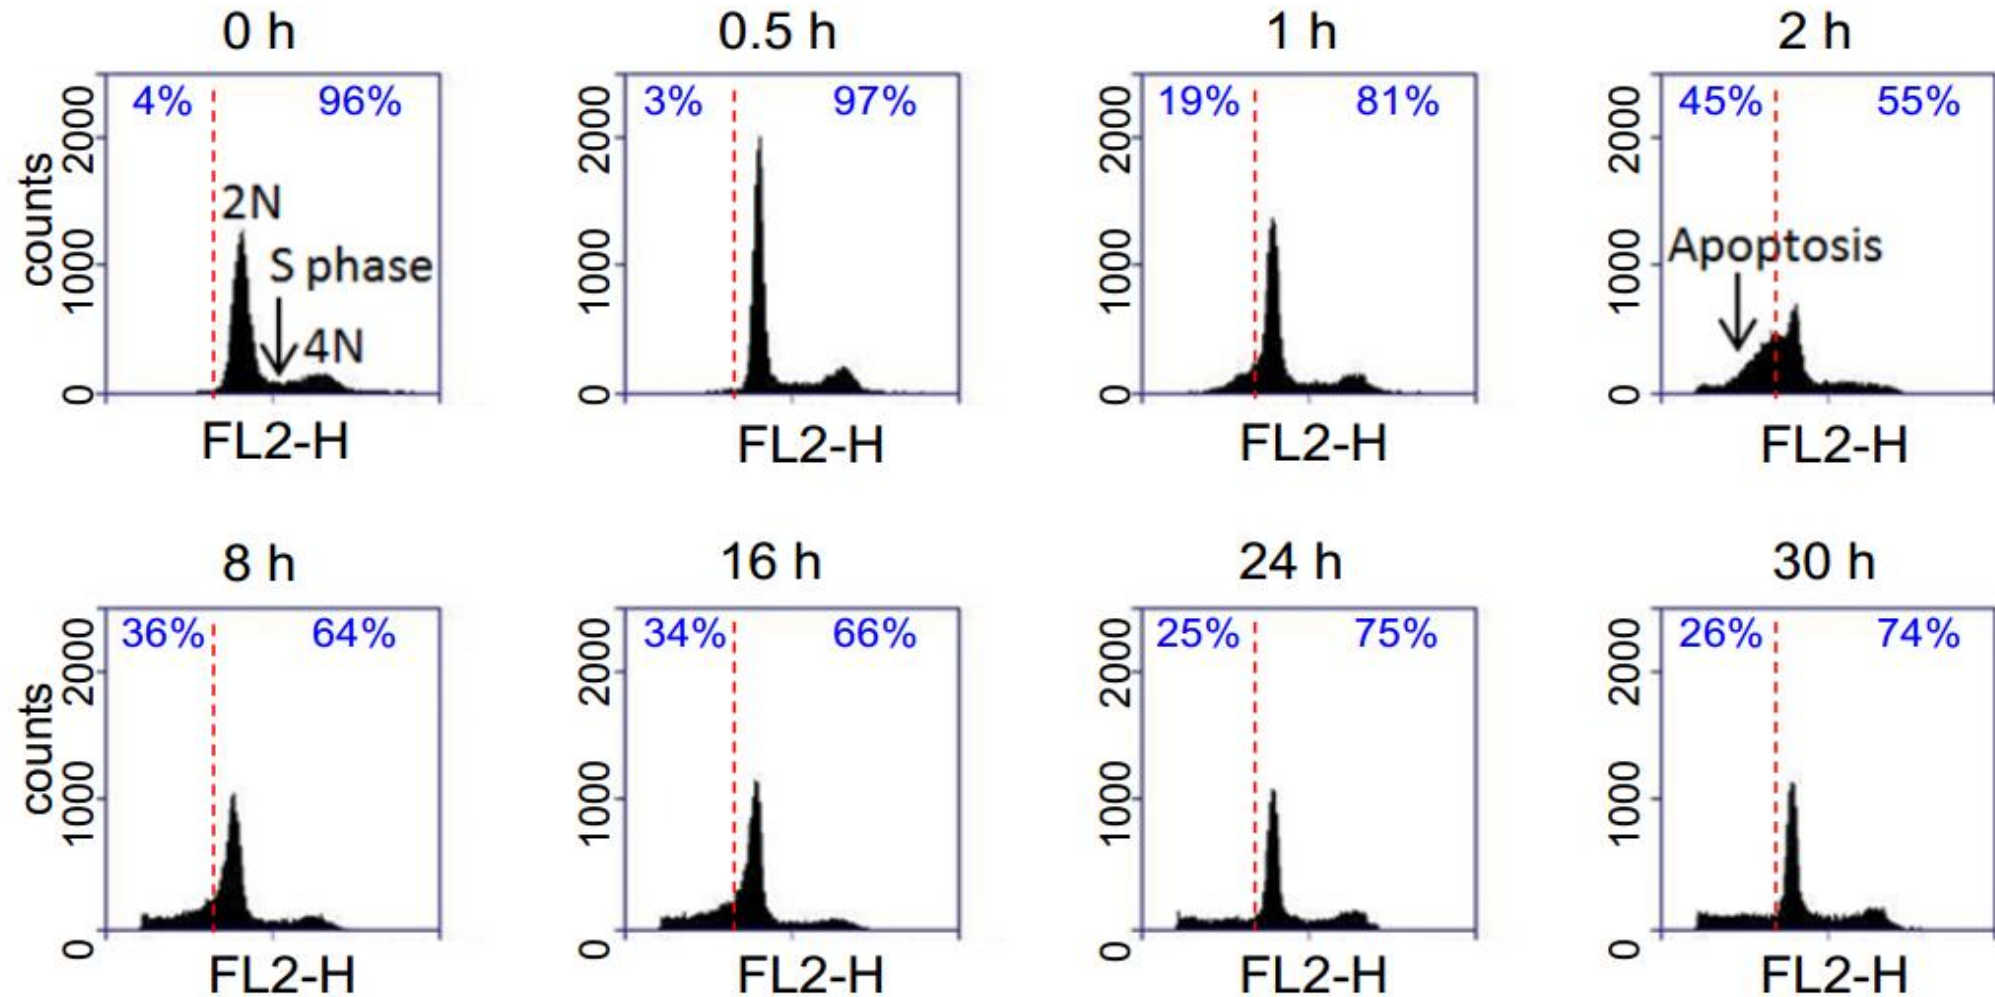 0 h
0.5 h
1 h
2 h
4% 96%
3% 97%
19% 81%
45% 55%
counts
2000
1000
0
2N
S phase
4N
2000
1000
0
2000
1000
0
2000
1000
0
Apoptosis
FL2-H
FL2-H
FL2-H
FL2-H
8 h
16 h
24 h
30 h
36% 64%
34% 66%
25% 75%
26% 74%
counts
2000
1000
0
2000
1000
0
2000
1000
0
2000
1000
0
FL2-H
FL2-H
FL2-H
FL2-H